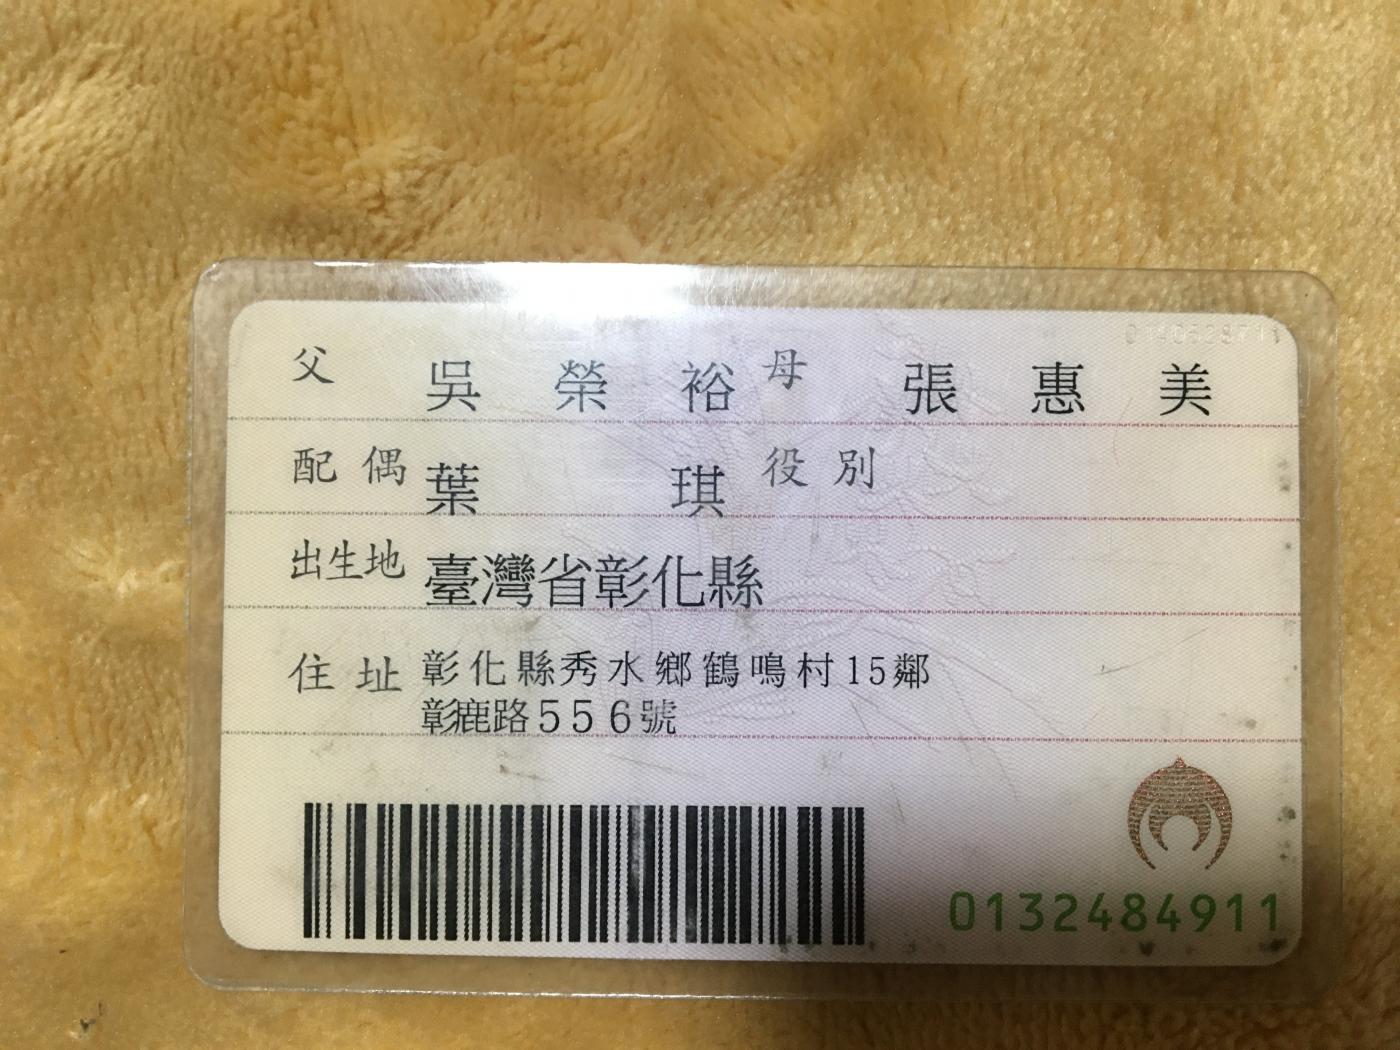 父 吳榮裕 母 張惠美
配偶 葉琪 役別
出生地 臺灣省彰化縣
住址 彰化縣秀水鄉鶴鳴村15鄰
彰鹿路556號
0132484911